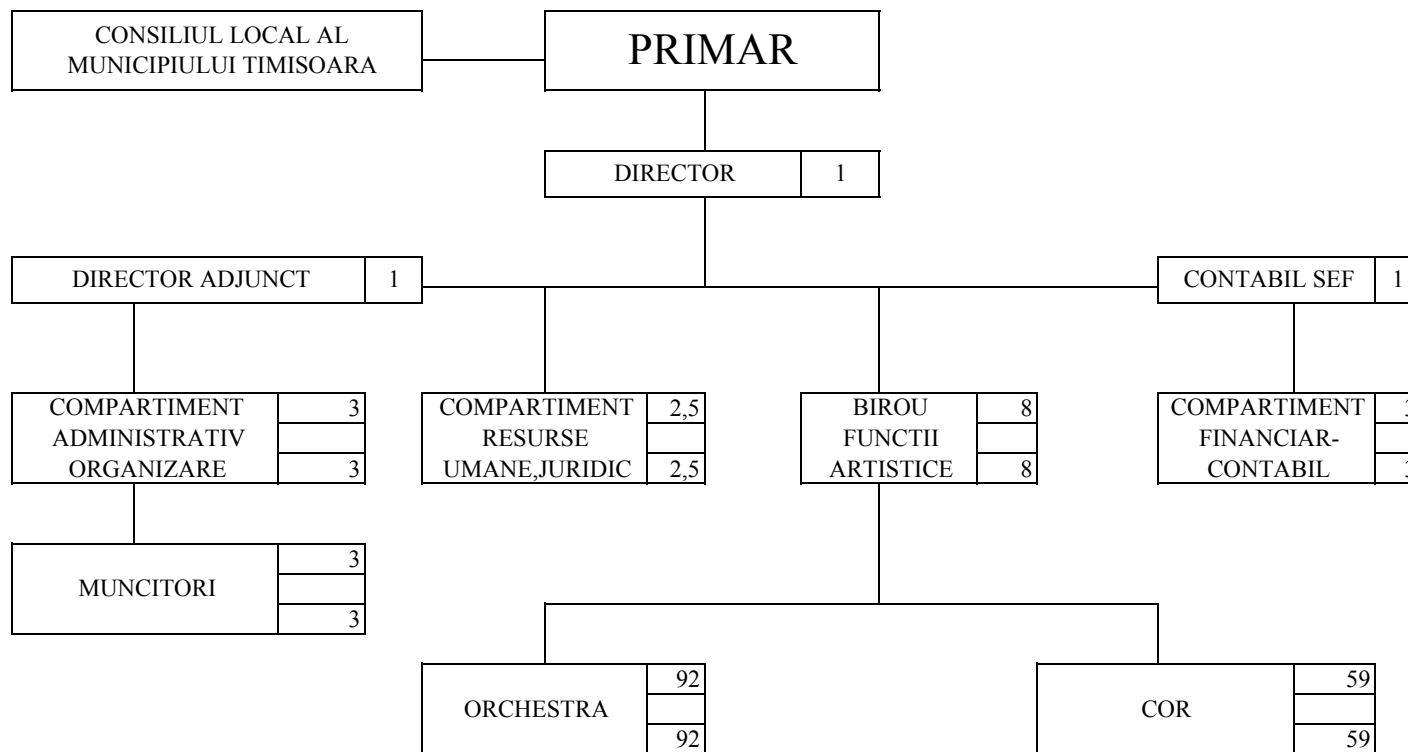 CONSILIUL LOCAL AL
MUNICIPIULUI TIMISOARA
PRIMAR
DIRECTOR 1
DIRECTOR ADJUNCT 1
CONTABIL SEF 1
COMPARTIMENT 3
ADMINISTRATIV
ORGANIZARE 3
COMPARTIMENT 2,5
RESURSE
UMANE,JURIDIC 2,5
BIROU 8
FUNCTII
ARTISTICE 8
COMPARTIMENT 3
FINANCIAR-
CONTABIL 3
3
MUNCITORI
3
92
ORCHESTRA
92
59
COR
59